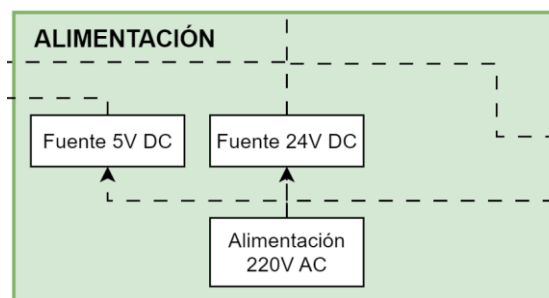 ALIMENTACIÓN
Fuente 5V DC
Fuente 24V DC
Alimentación
220V AC